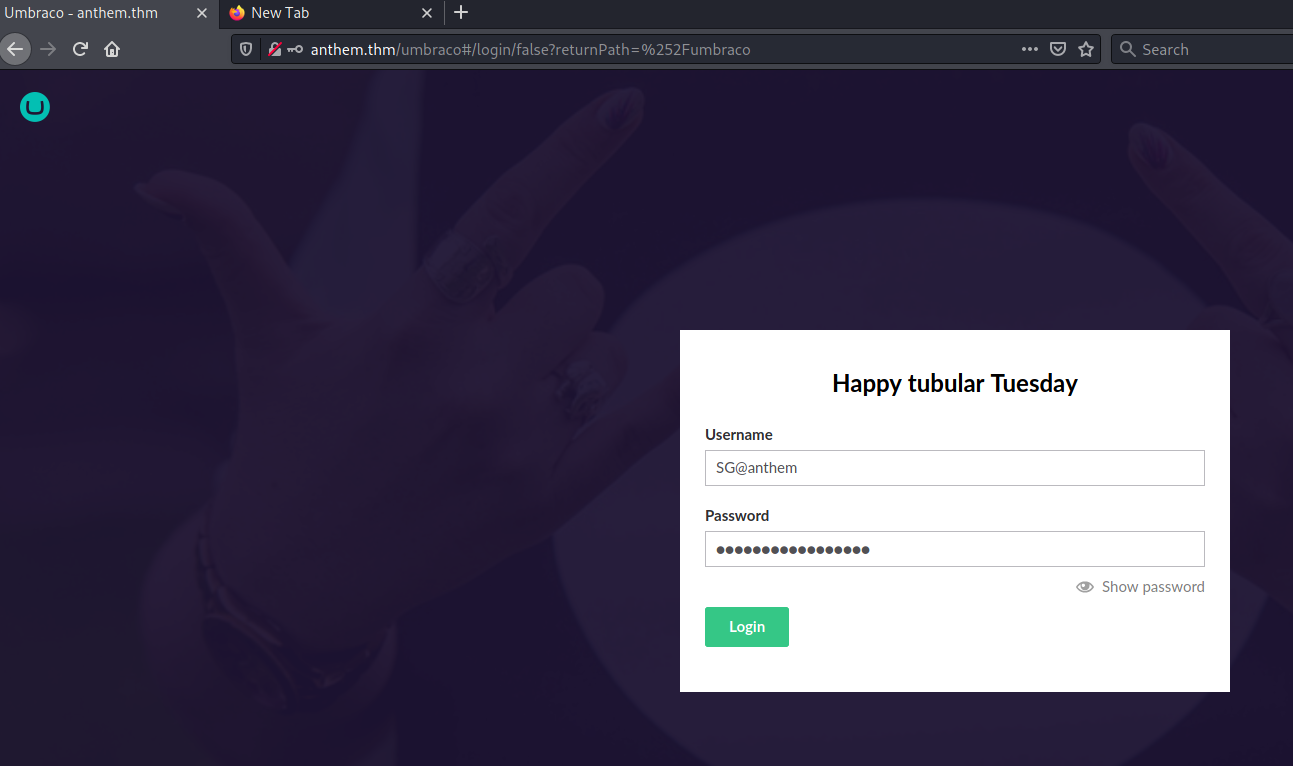 Umbraco - anthem.thm
New Tab
anthem.thm/umbraco#/login/false?returnPath=%252Fumbraco
Search
Happy tubular Tuesday
Username
SG@anthem
Password
•••••••••••••••••
Show password
Login